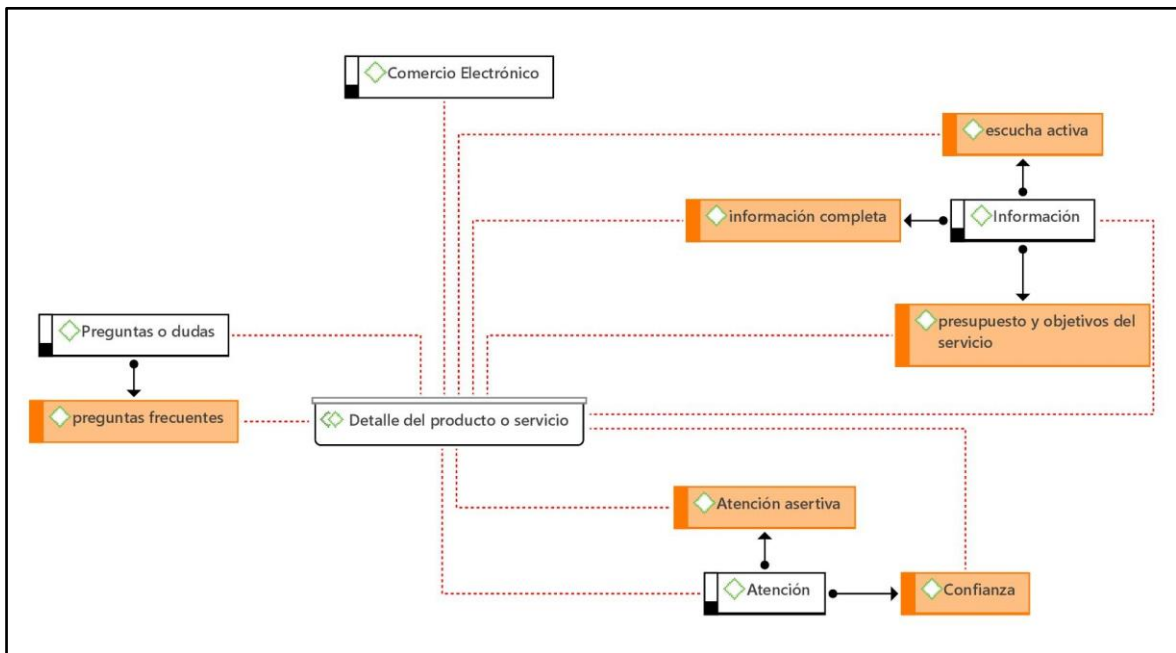 Comercio Electrónico
escucha activa
información completa
Información
Preguntas o dudas
presupuesto y objetivos del
servicio
preguntas frecuentes
Detalle del producto o servicio
Atención asertiva
Atención
Confianza